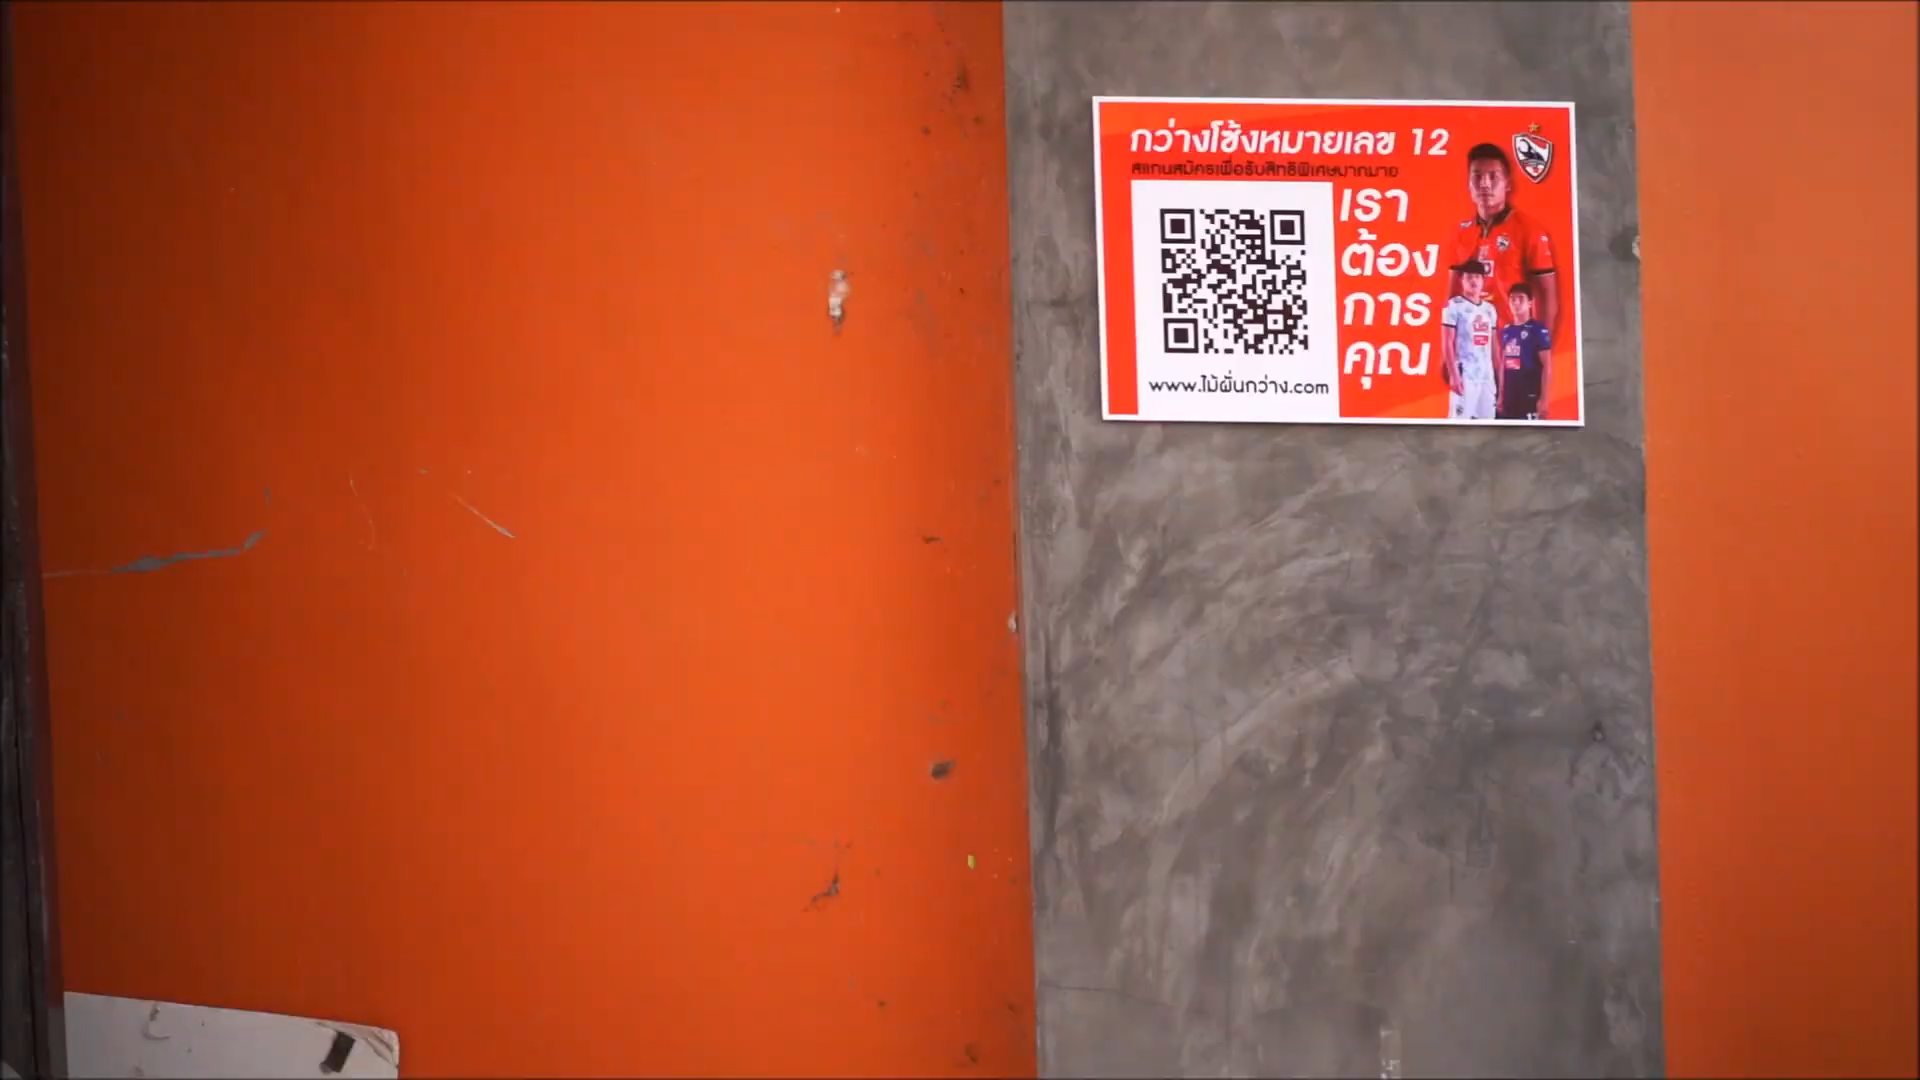 กว่างโซ้งหมายเลข 12
สแกนสมัครเพื่อรับสิทธิพิเศษมากมาย
เรา
ต้อง
การ
คุณ
www.ไม้ผั่นกว่าง.com